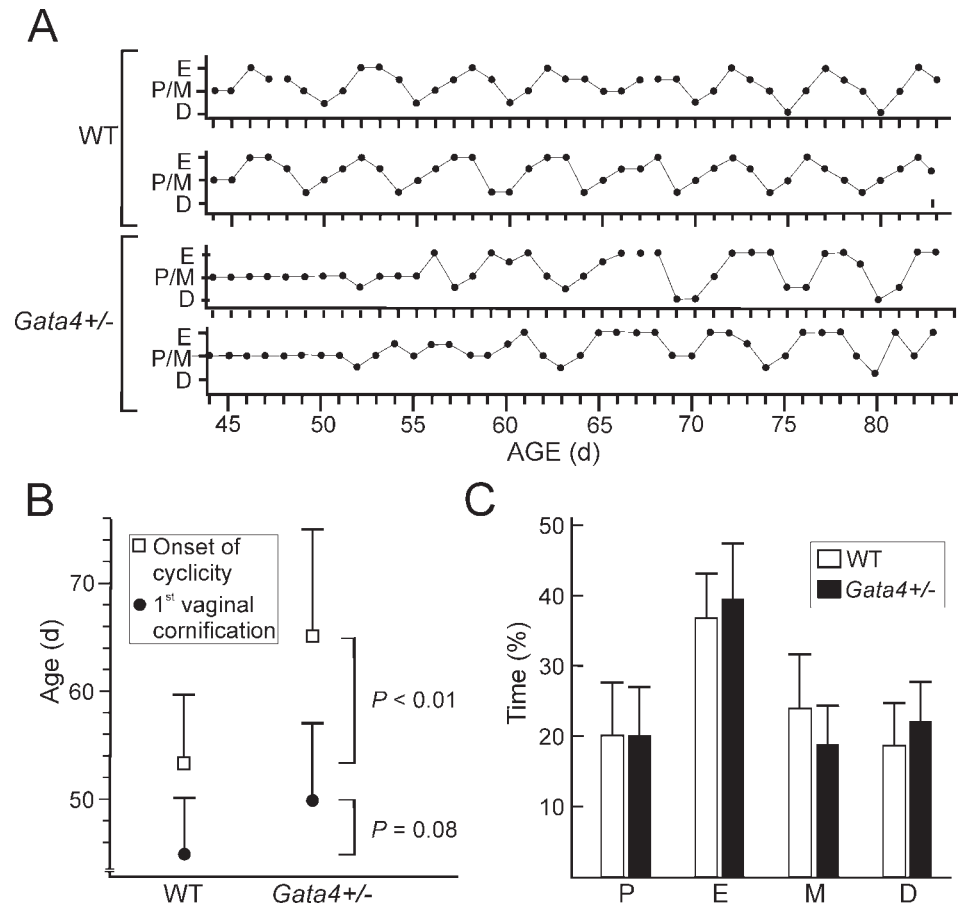 A
E
P/M
D
WT
E
P/M
D
E
P/M
D
Gata4+/-
E
P/M
D
45 50 55 60 65 70 75 80
AGE (d)
B
Onset of
cyclicity
1st vaginal
cornification
70
60
50
Age (d)
P < 0.01
P = 0.08
WT Gata4+/-
C
50
40
30
20
10
Time (%)
WT
Gata4+/-
P E M D